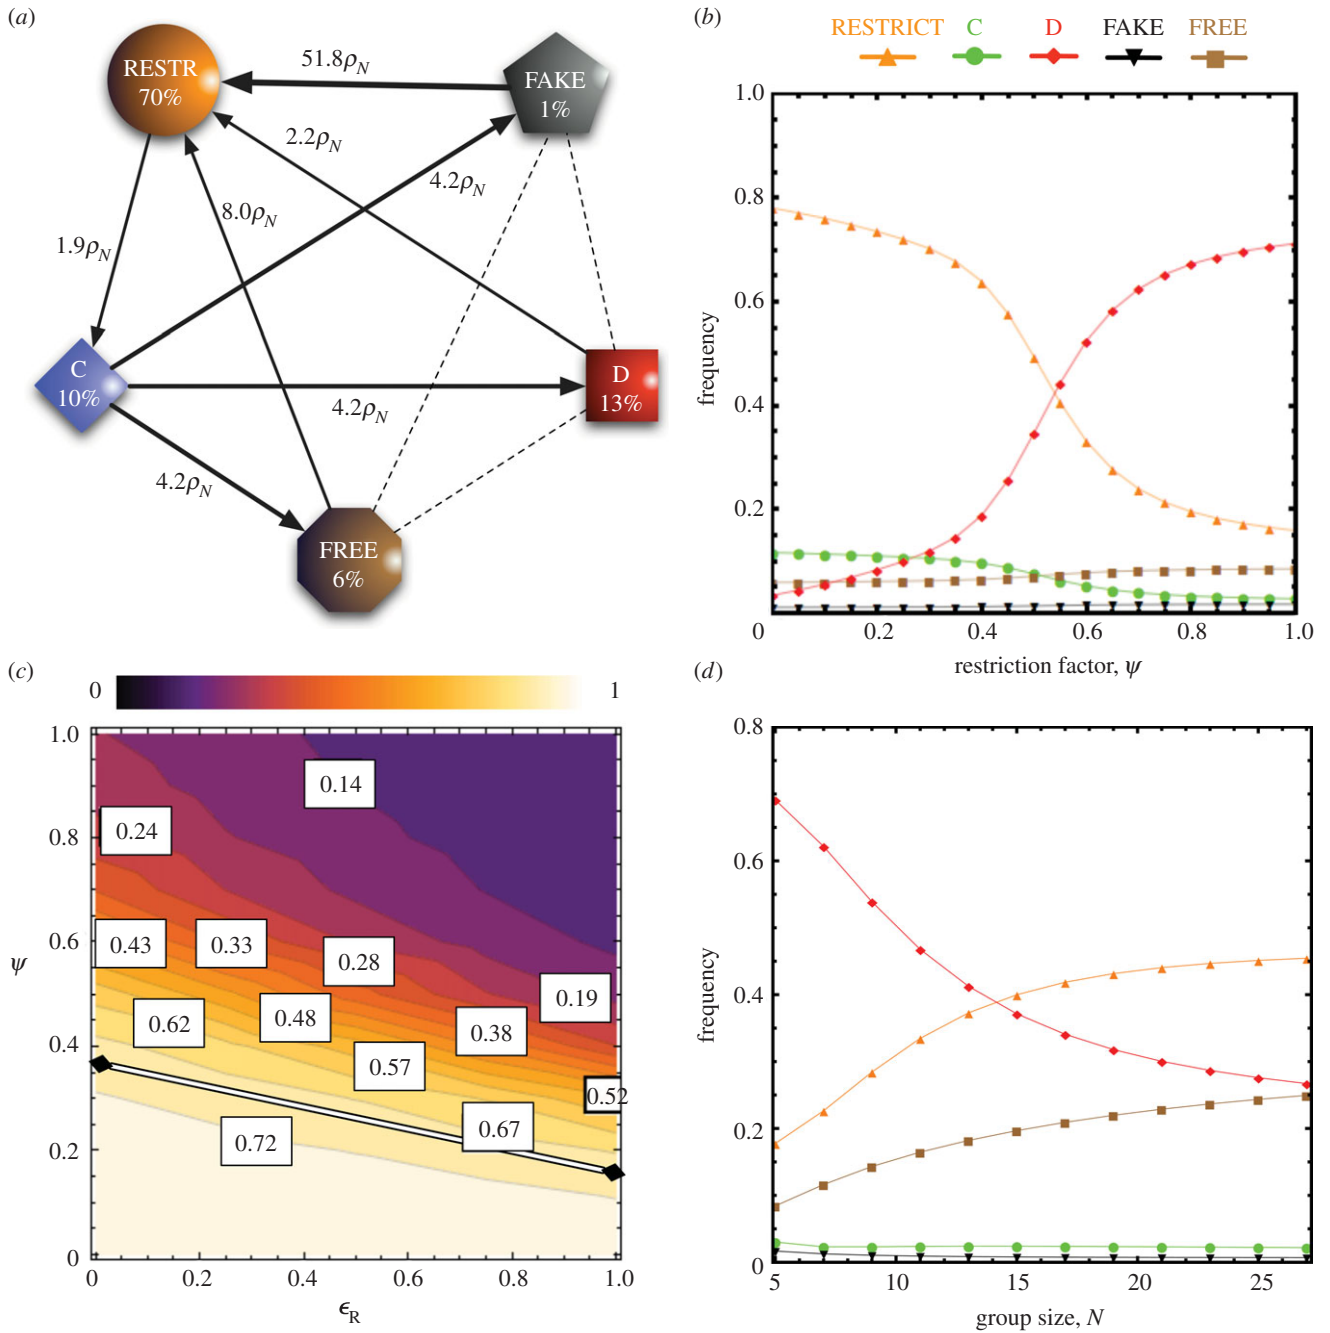 (a)
RESTR
70%
51.8ρN
FAKE
1%
2.2ρN
4.2ρN
8.0ρN
1.9ρN
C
10%
4.2ρN
D
13%
4.2ρN
FREE
6%
(b)
RESTRICT C D FAKE FREE
1.0
0.8
0.6
0.4
0.2
0
frequency
0 0.2 0.4 0.6 0.8 1.0
restriction factor, ψ
(c)
0 1
1.0
0.8
0.6
0.4
0.2
0
ψ
0.14
0.24
0.43
0.33
0.28
0.19
0.62
0.48
0.38
0.57
0.52
0.67
0.72
0 0.2 0.4 0.6 0.8 1.0
ϵR
(d)
0.8
0.6
0.4
0.2
0
frequency
5 10 15 20 25
group size, N